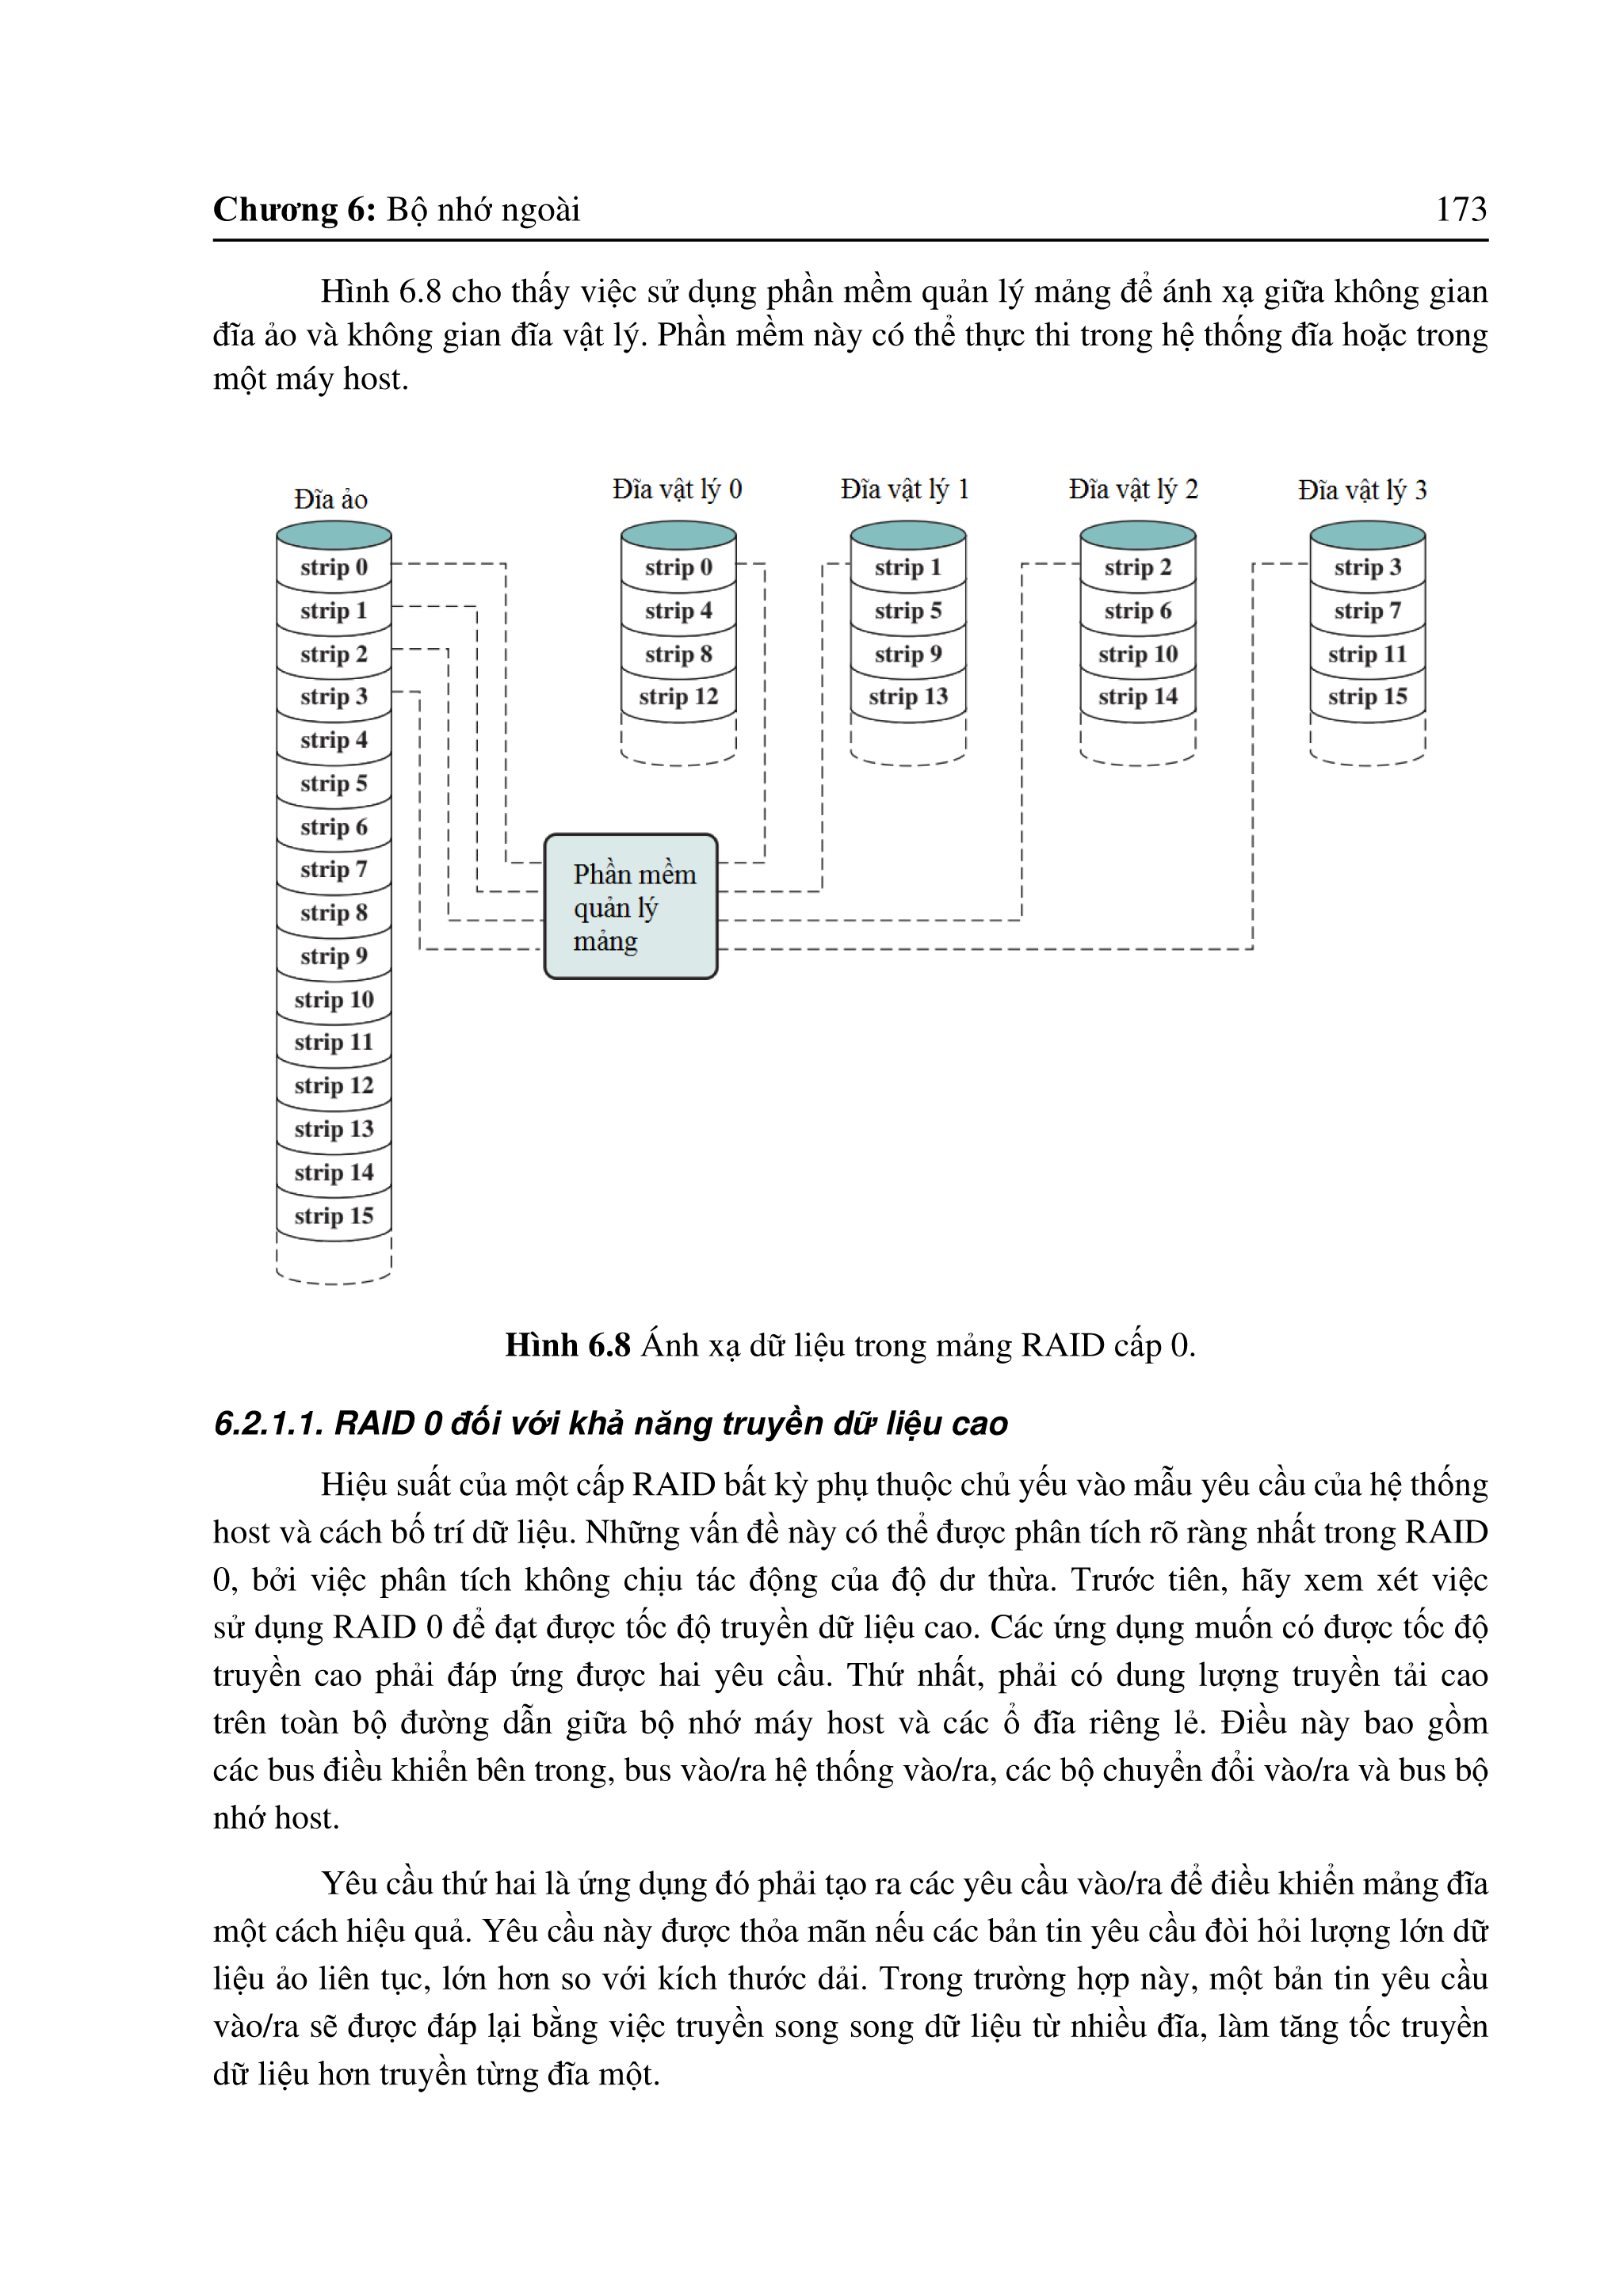 Chương 6: Bộ nhớ ngoài 173
Hình 6.8 cho thấy việc sử dụng phần mềm quản lý mảng để ánh xạ giữa không gian
đĩa ảo và không gian đĩa vật lý. Phần mềm này có thể thực thi trong hệ thống đĩa hoặc trong
một máy host.
Đĩa ảo
Đĩa vật lý 0
Đĩa vật lý 1
Đĩa vật lý 2
Đĩa vật lý 3
strip 0
strip 1
strip 2
strip 3
strip 4
strip 5
strip 6
strip 7
strip 8
strip 9
strip 10
strip 11
strip 12
strip 13
strip 14
strip 15
strip 0
strip 4
strip 8
strip 12
strip 1
strip 5
strip 9
strip 13
strip 2
strip 6
strip 10
strip 14
strip 3
strip 7
strip 11
strip 15
Phần mềm
quản lý
mảng
Hình 6.8 Ánh xạ dữ liệu trong mảng RAID cấp 0.
6.2.1.1. RAID 0 đối với khả năng truyền dữ liệu cao
Hiệu suất của một cấp RAID bất kỳ phụ thuộc chủ yếu vào mẫu yêu cầu của hệ thống
host và cách bố trí dữ liệu. Những vấn đề này có thể được phân tích rõ ràng nhất trong RAID
0, bởi việc phân tích không chịu tác động của độ dư thừa. Trước tiên, hãy xem xét việc
sử dụng RAID 0 để đạt được tốc độ truyền dữ liệu cao. Các ứng dụng muốn có được tốc độ
truyền cao phải đáp ứng được hai yêu cầu. Thứ nhất, phải có dung lượng truyền tải cao
trên toàn bộ đường dẫn giữa bộ nhớ máy host và các ổ đĩa riêng lẻ. Điều này bao gồm
các bus điều khiển bên trong, bus vào/ra hệ thống vào/ra, các bộ chuyển đổi vào/ra và bus bộ
nhớ host.
Yêu cầu thứ hai là ứng dụng đó phải tạo ra các yêu cầu vào/ra để điều khiển mảng đĩa
một cách hiệu quả. Yêu cầu này được thỏa mãn nếu các bản tin yêu cầu đòi hỏi lượng lớn dữ
liệu ảo liên tục, lớn hơn so với kích thước dải. Trong trường hợp này, một bản tin yêu cầu
vào/ra sẽ được đáp lại bằng việc truyền song song dữ liệu từ nhiều đĩa, làm tăng tốc truyền
dữ liệu hơn truyền từng đĩa một.